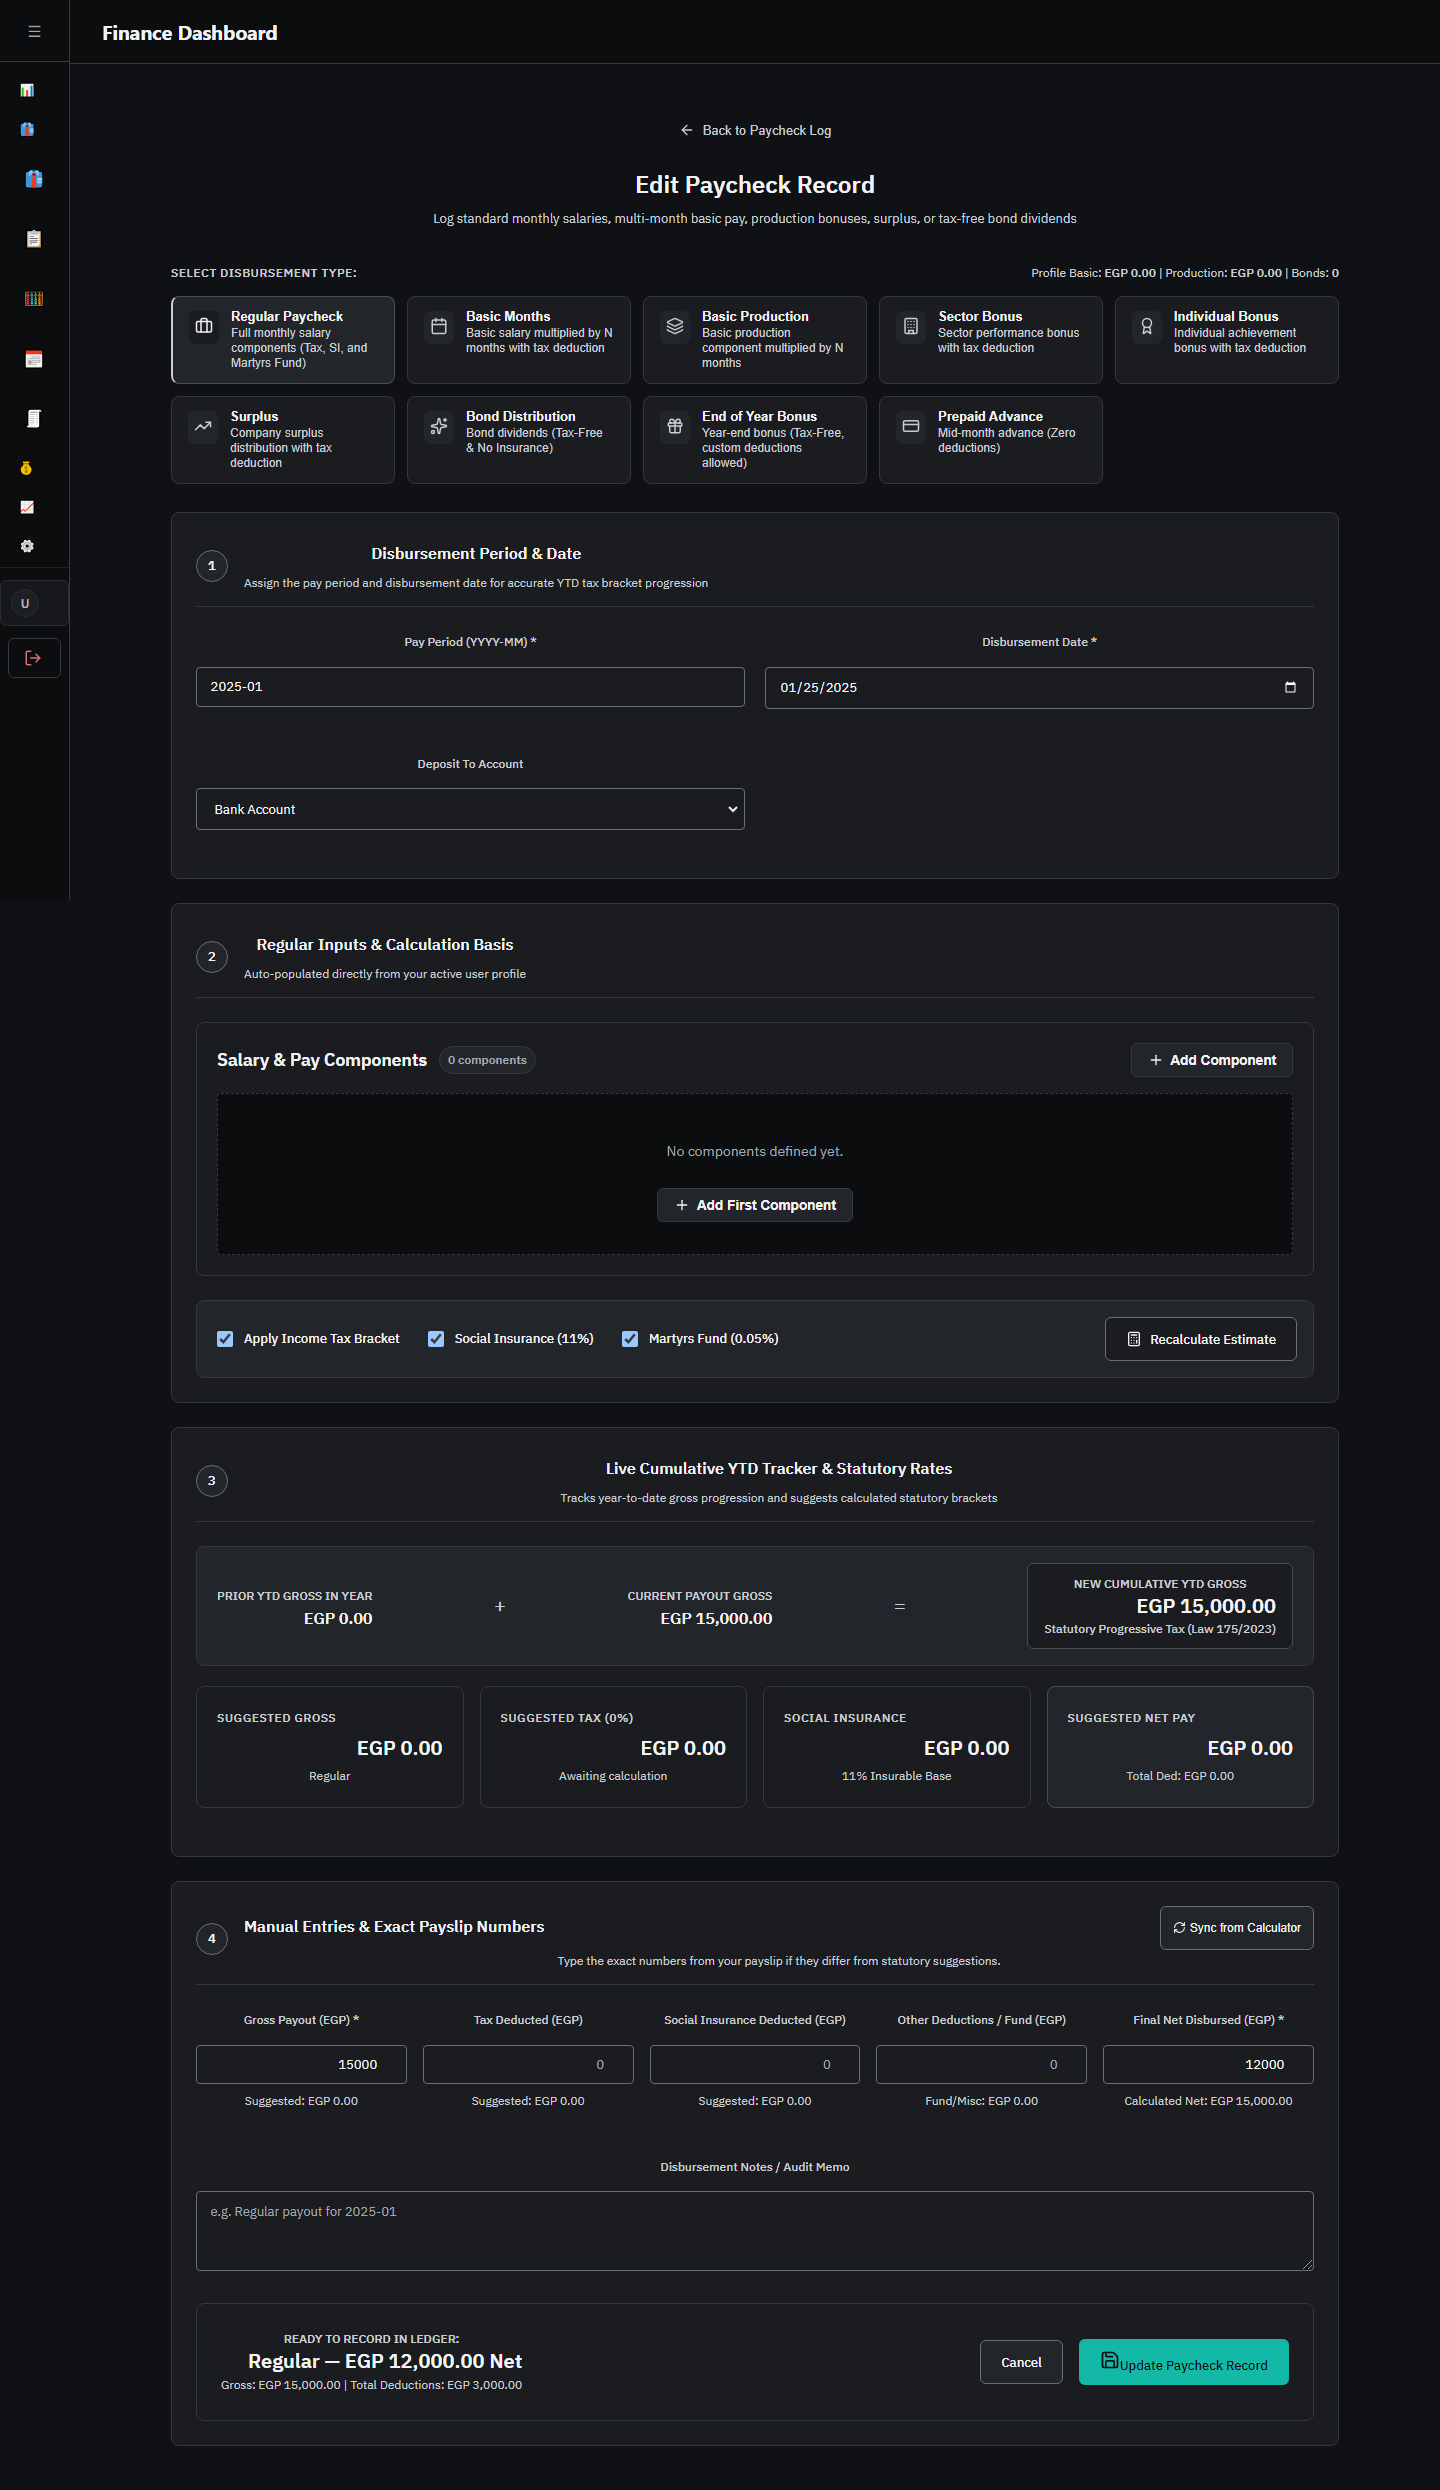 Finance Dashboard
Back to Paycheck Log
Edit Paycheck Record
Log standard monthly salaries, multi-month basic pay, production bonuses, surplus, or tax-free bond dividends
SELECT DISBURSEMENT TYPE:
Profile Basic: EGP 0.00 | Production: EGP 0.00 | Bonds: 0
Regular Paycheck
Full monthly salary
components (Tax, SI, and
Martyrs Fund)
Basic Months
Basic salary multiplied by N
months with tax deduction
Basic Production
Basic production
component multiplied by N
months
Sector Bonus
Sector performance bonus
with tax deduction
Individual Bonus
Individual achievement
bonus with tax deduction
Surplus
Company surplus
distribution with tax
deduction
Bond Distribution
Bond dividends (Tax-Free
& No Insurance)
End of Year Bonus
Year-end bonus (Tax-Free,
custom deductions
allowed)
Prepaid Advance
Mid-month advance (Zero
deductions)
U
1
Disbursement Period & Date
Assign the pay period and disbursement date for accurate YTD tax bracket progression
Pay Period (YYYY-MM) *
Disbursement Date *
2025-01
01/25/2025
Deposit To Account
Bank Account
2
Regular Inputs & Calculation Basis
Auto-populated directly from your active user profile
Salary & Pay Components
0 components
Add Component
No components defined yet.
Add First Component
Apply Income Tax Bracket
Social Insurance (11%)
Martyrs Fund (0.05%)
Recalculate Estimate
3
Live Cumulative YTD Tracker & Statutory Rates
Tracks year-to-date gross progression and suggests calculated statutory brackets
PRIOR YTD GROSS IN YEAR
EGP 0.00
+
CURRENT PAYOUT GROSS
EGP 15,000.00
=
NEW CUMULATIVE YTD GROSS
EGP 15,000.00
Statutory Progressive Tax (Law 175/2023)
SUGGESTED GROSS
EGP 0.00
Regular
SUGGESTED TAX (0%)
EGP 0.00
Awaiting calculation
SOCIAL INSURANCE
EGP 0.00
11% Insurable Base
SUGGESTED NET PAY
EGP 0.00
Total Ded: EGP 0.00
4
Manual Entries & Exact Payslip Numbers
Sync from Calculator
Type the exact numbers from your payslip if they differ from statutory suggestions.
Gross Payout (EGP) *
15000
Suggested: EGP 0.00
Tax Deducted (EGP)
0
Suggested: EGP 0.00
Social Insurance Deducted (EGP)
0
Suggested: EGP 0.00
Other Deductions / Fund (EGP)
0
Fund/Misc: EGP 0.00
Final Net Disbursed (EGP) *
12000
Calculated Net: EGP 15,000.00
Disbursement Notes / Audit Memo
e.g. Regular payout for 2025-01
READY TO RECORD IN LEDGER:
Regular — EGP 12,000.00 Net
Gross: EGP 15,000.00 | Total Deductions: EGP 3,000.00
Cancel
Update Paycheck Record